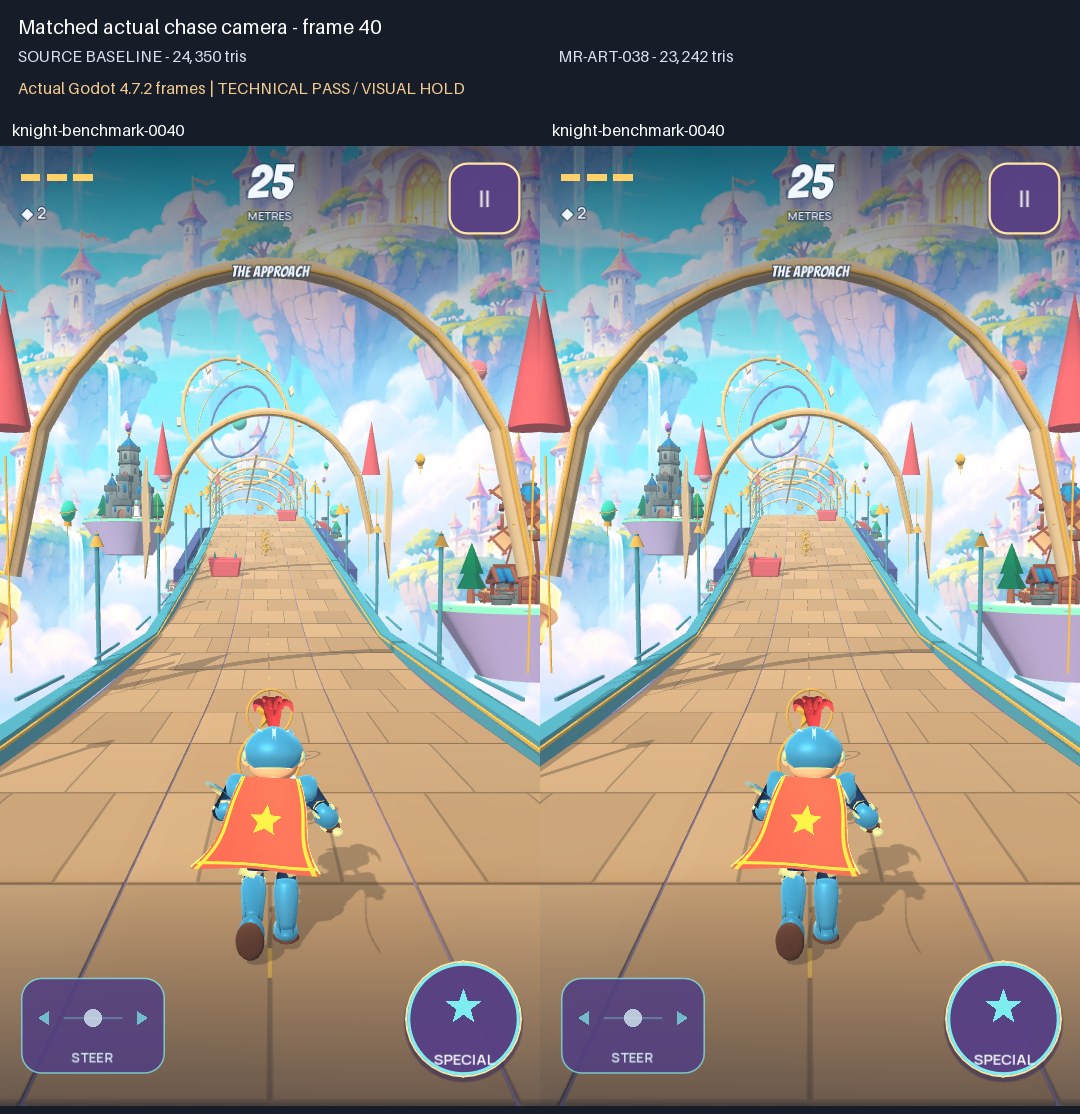 Matched actual chase camera - frame 40
SOURCE BASELINE - 24,350 tris
MR-ART-038 - 23,242 tris
Actual Godot 4.7.2 frames | TECHNICAL PASS / VISUAL HOLD
knight-benchmark-0040
knight-benchmark-0040
25
METRES
2
THE APPROACH
STEER
SPECIAL
25
METRES
2
THE APPROACH
STEER
SPECIAL